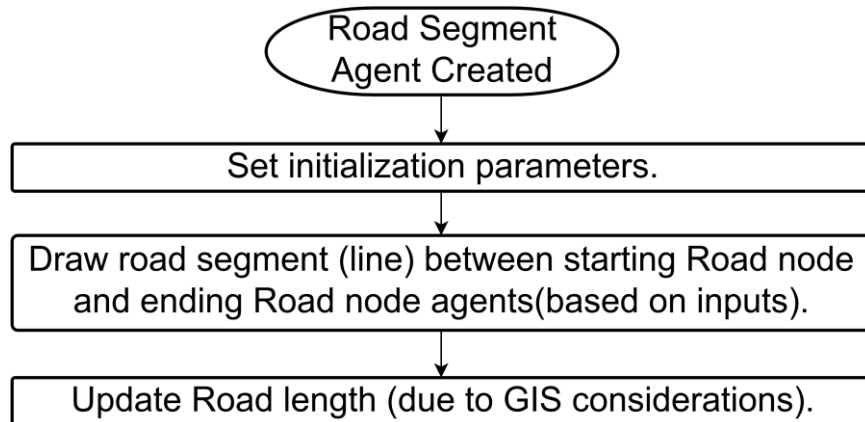 Road Segment
Agent Created
Set initialization parameters.
Draw road segment (line) between starting Road node
and ending Road node agents(based on inputs).
Update Road length (due to GIS considerations).